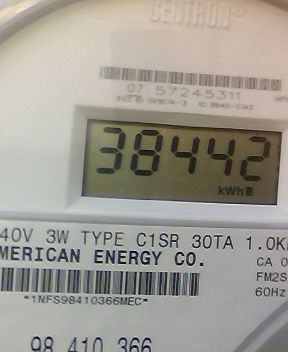 CENTRON®
07 57245311
38442
kWh
40V 3W TYPE C1SR 30TA 1.0K
MERICAN ENERGY CO.
CA 0
FM2S
60Hz
*1NFS98410366MEC*
98 410 366